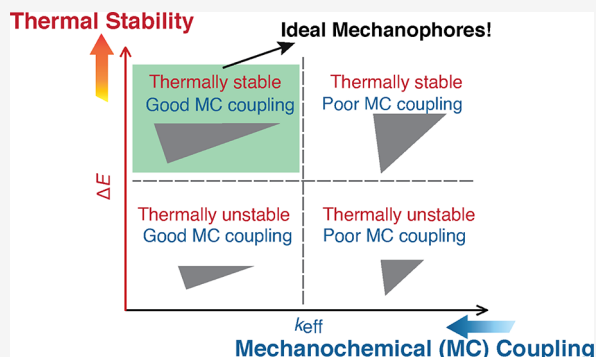 Thermal Stability
Ideal Mechanophores!
Thermally stable
Good MC coupling
Thermally stable
Poor MC coupling
ΔE
Thermally unstable
Good MC coupling
Thermally unstable
Poor MC coupling
keff
Mechanochemical (MC) Coupling